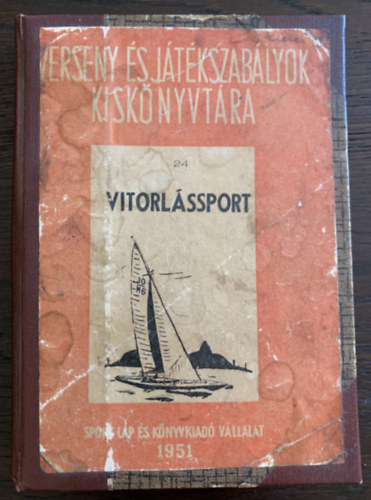 VERSENY ÉS JÁTÉKSZABÁLYOK
KISKÖNYVTÁRA
24
VITORLÁSSPORT
SPORT LAP ÉS KÖNYVKIADÓ VÁLLALAT
1951